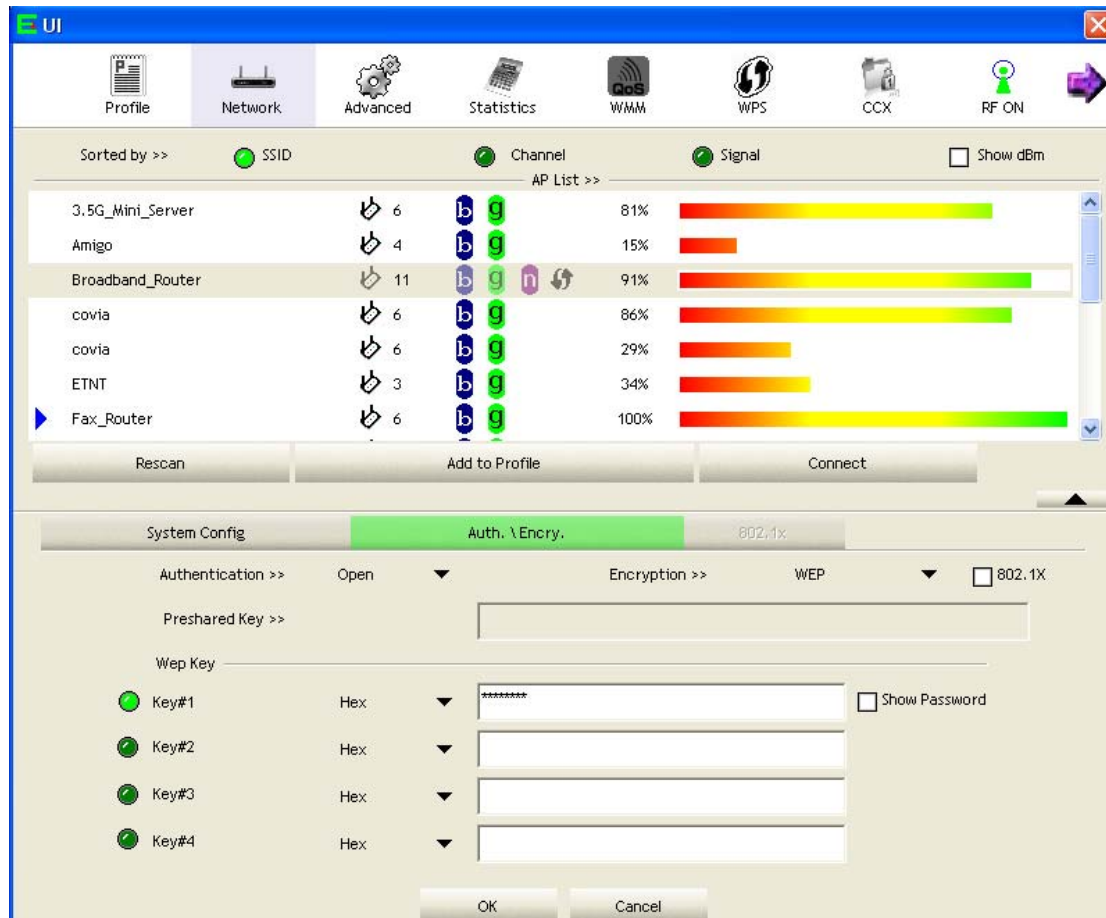 E UI
Profile Network Advanced Statistics QoS WMM WPS CCX RF ON
Sorted by >> SSID Channel Signal Show dBm
AP List >>
3.5G_Mini_Server 6 b g 81%
Amigo 4 b g 15%
Broadband_Router 11 b g n 91%
covia 6 b g 86%
covia 6 b g 29%
ETNT 3 b g 34%
Fax_Router 6 b g 100%
Rescan Add to Profile Connect
System Config Auth. \ Encry. 802.1x
Authentication >> Open Encryption >> WEP 802.1X
Preshared Key >>
Wep Key
Key#1 Hex ******** Show Password
Key#2 Hex
Key#3 Hex
Key#4 Hex
OK Cancel